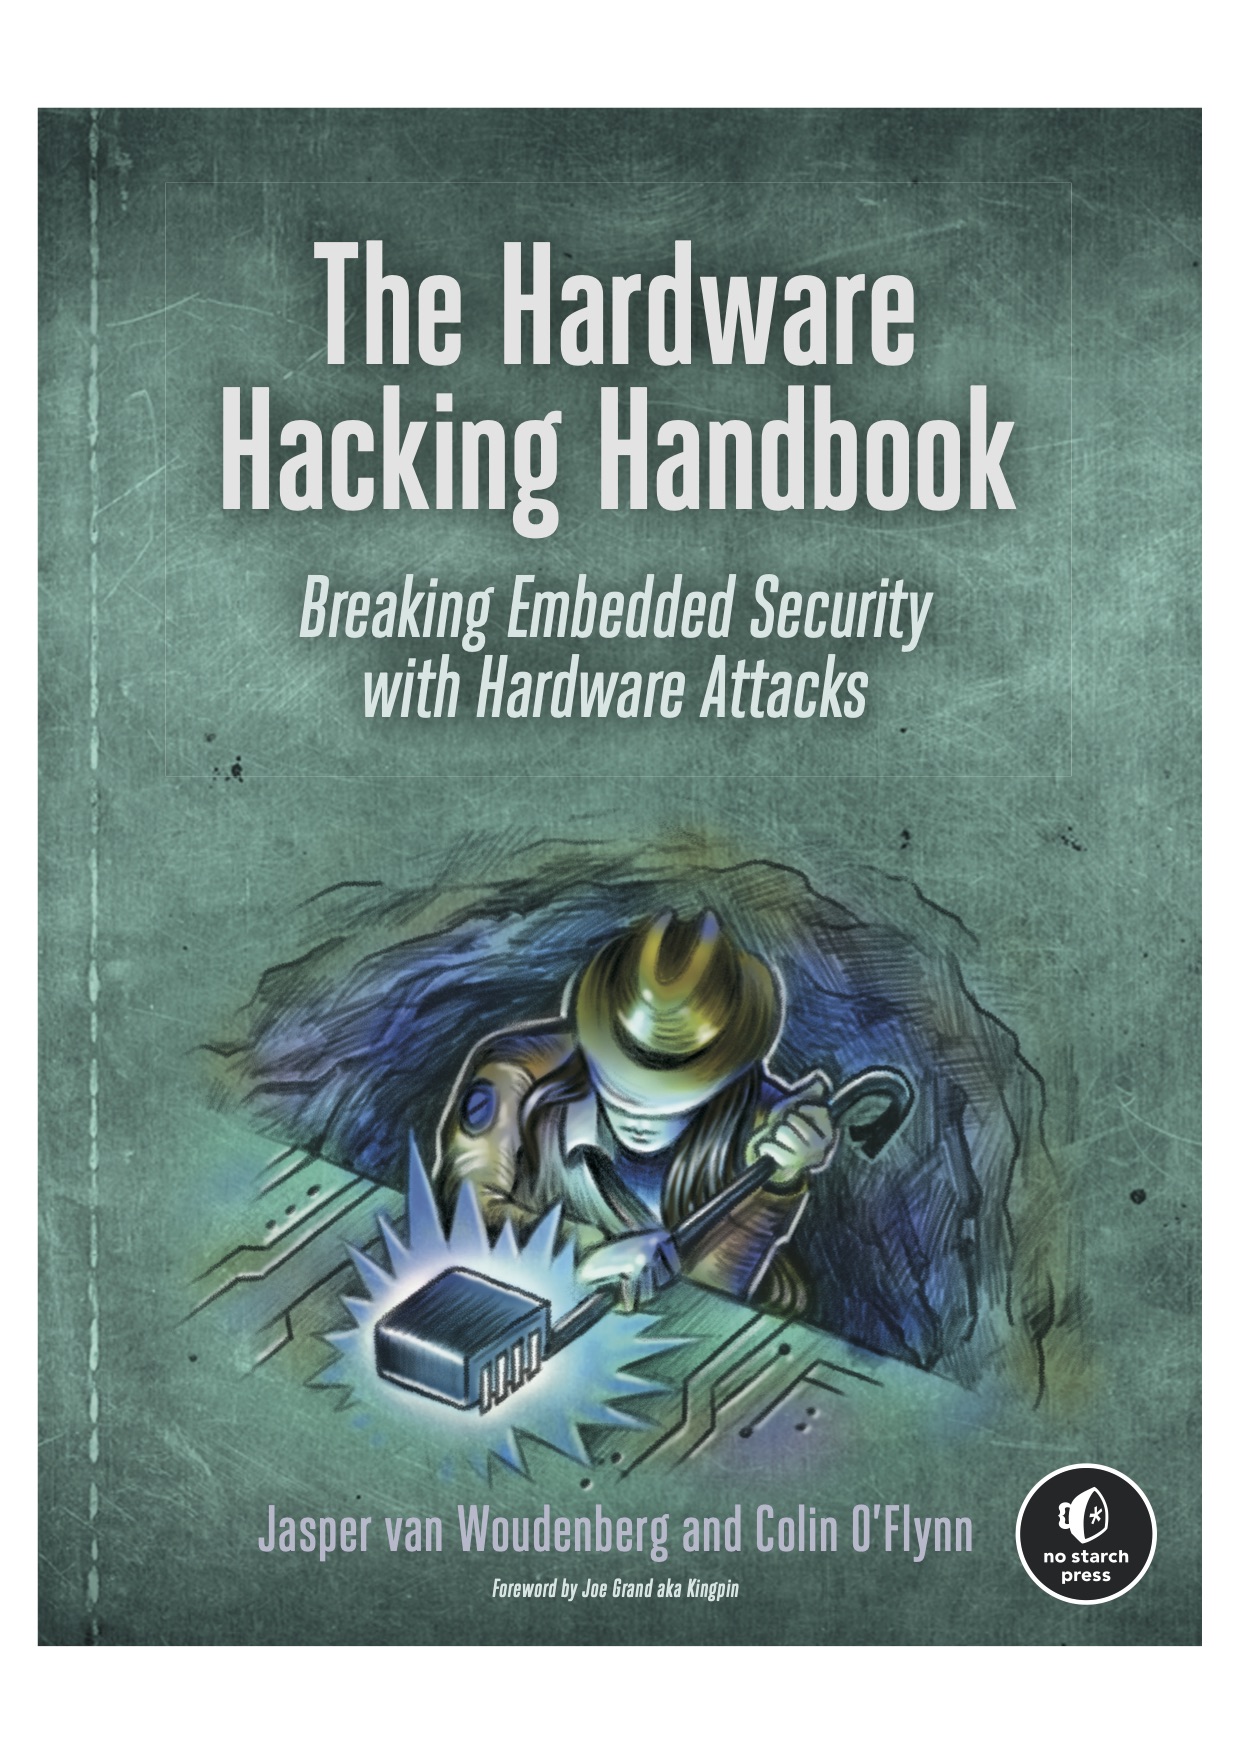 The Hardware
Hacking Handbook
Breaking Embedded Security
with Hardware Attacks
Jasper van Woudenberg and Colin O'Flynn
Foreword by Joe Grand aka Kingpin
no starch
press